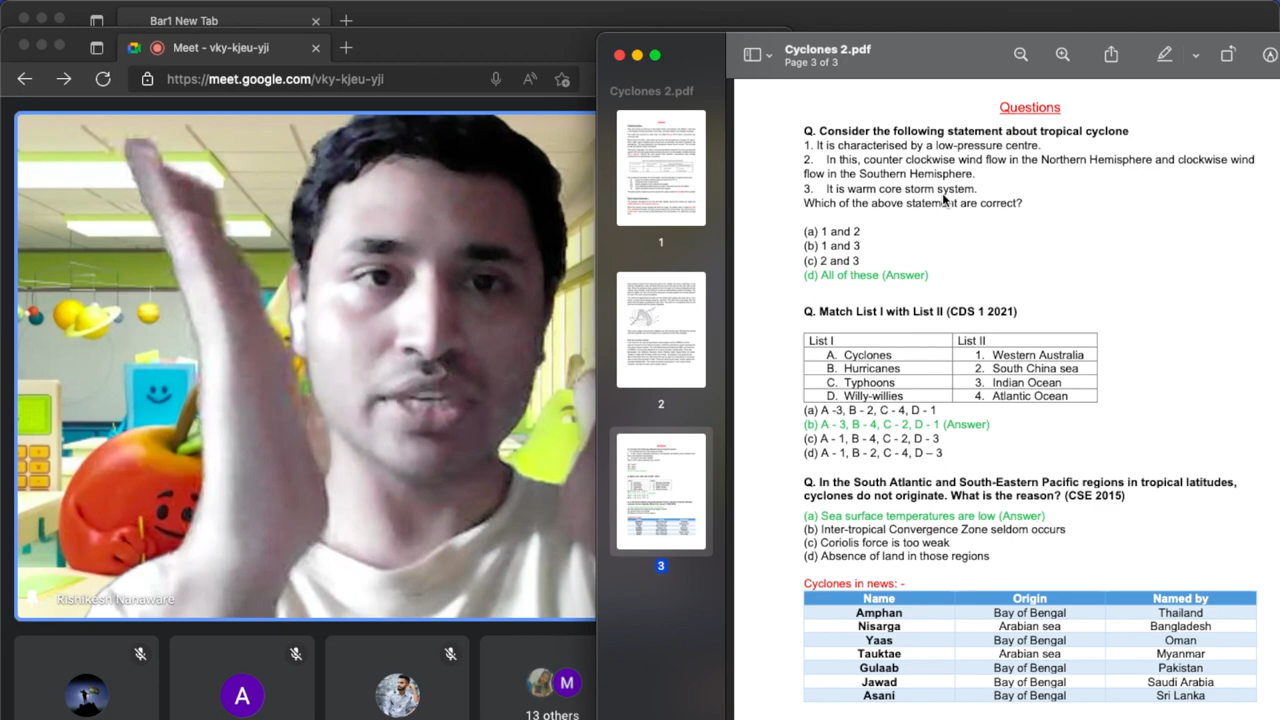 Bar1 New Tab
Meet - vky-kjeu-yji
https://meet.google.com/vky-kjeu-yji
Rishikesh Nanaware
A
M
13 others
Cyclones 2.pdf
Page 3 of 3
Cyclones 2.pdf
1
2
3
Questions
Q. Consider the following statement about tropical cyclone
1. It is characterised by a low-pressure centre.
2. In this, counter clockwise wind flow in the Northern Hemisphere and clockwise wind
flow in the Southern Hemisphere.
3. It is warm core storm system.
Which of the above statement are correct?
(a) 1 and 2
(b) 1 and 3
(c) 2 and 3
(d) All of these (Answer)
Q. Match List I with List II (CDS 1 2021)
List I List II
A. Cyclones 1. Western Australia
B. Hurricanes 2. South China sea
C. Typhoons 3. Indian Ocean
D. Willy-willies 4. Atlantic Ocean
(a) A -3, B - 2, C - 4, D - 1
(b) A - 3, B - 4, C - 2, D - 1 (Answer)
(c) A - 1, B - 4, C - 2, D - 3
(d) A - 1, B - 2, C - 4, D – 3
Q. In the South Atlantic and South-Eastern Pacific regions in tropical latitudes,
cyclones do not originate. What is the reason? (CSE 2015)
(a) Sea surface temperatures are low (Answer)
(b) Inter-tropical Convergence Zone seldom occurs
(c) Coriolis force is too weak
(d) Absence of land in those regions
Cyclones in news: -
Name Origin Named by
Amphan Bay of Bengal Thailand
Nisarga Arabian sea Bangladesh
Yaas Bay of Bengal Oman
Tauktae Arabian sea Myanmar
Gulaab Bay of Bengal Pakistan
Jawad Bay of Bengal Saudi Arabia
Asani Bay of Bengal Sri Lanka